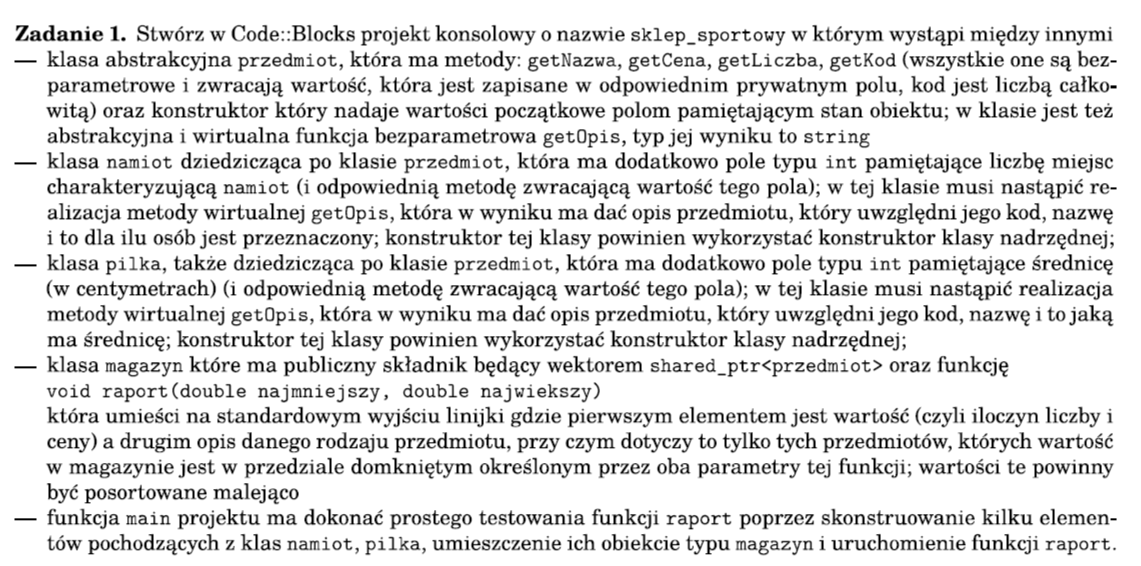 Zadanie 1. Stwórz w Code::Blocks projekt konsolowy o nazwie sklep_sportowy w którym wystąpi między innymi
— klasa abstrakcyjna przedmiot, która ma metody: getNazwa, getCena, getLiczba, getKod (wszystkie one są bez-
parametrowe i zwracają wartość, która jest zapisane w odpowiednim prywatnym polu, kod jest liczbą całko-
witą) oraz konstruktor który nadaje wartości początkowe polom pamiętającym stan obiektu; w klasie jest też
abstrakcyjna i wirtualna funkcja bezparametrowa getOpis, typ jej wyniku to string
— klasa namiot dziedzicząca po klasie przedmiot, która ma dodatkowo pole typu int pamiętające liczbę miejsc
charakteryzującą namiot (i odpowiednią metodę zwracającą wartość tego pola); w tej klasie musi nastąpić re-
alizacja metody wirtualnej getOpis, która w wyniku ma dać opis przedmiotu, który uwzględni jego kod, nazwę
i to dla ilu osób jest przeznaczony; konstruktor tej klasy powinien wykorzystać konstruktor klasy nadrzędnej;
— klasa pilka, także dziedzicząca po klasie przedmiot, która ma dodatkowo pole typu int pamiętające średnicę
(w centymetrach) (i odpowiednią metodę zwracającą wartość tego pola); w tej klasie musi nastąpić realizacja
metody wirtualnej getOpis, która w wyniku ma dać opis przedmiotu, który uwzględni jego kod, nazwę i to jaką
ma średnicę; konstruktor tej klasy powinien wykorzystać konstruktor klasy nadrzędnej;
— klasa magazyn które ma publiczny składnik będący wektorem shared_ptr<przedmiot> oraz funkcję
void raport(double najmniejszy, double najwiekszy)
która umieści na standardowym wyjściu linijki gdzie pierwszym elementem jest wartość (czyli iloczyn liczby i
ceny) a drugim opis danego rodzaju przedmiotu, przy czym dotyczy to tylko tych przedmiotów, których wartość
w magazynie jest w przedziale domkniętym określonym przez oba parametry tej funkcji; wartości te powinny
być posortowane malejąco
— funkcja main projektu ma dokonać prostego testowania funkcji raport poprzez skonstruowanie kilku elemen-
tów pochodzących z klas namiot, pilka, umieszczenie ich obiekcie typu magazyn i uruchomienie funkcji raport.